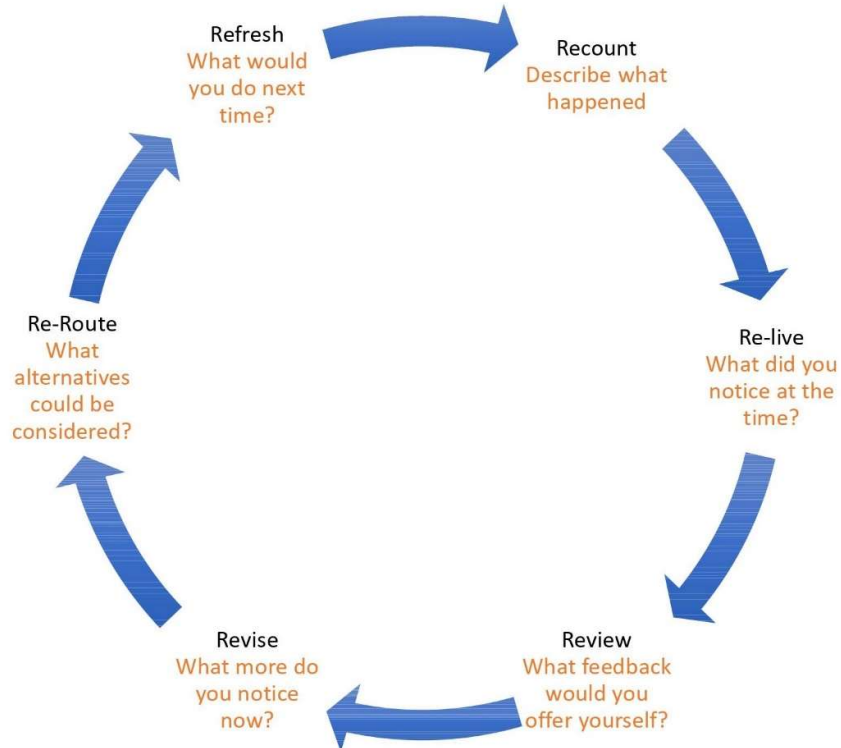 Refresh
What would
you do next
time?
Recount
Describe what
happened
Re-live
What did you
notice at the
time?
Review
What feedback
would you
offer yourself?
Revise
What more do
you notice
now?
Re-Route
What
alternatives
could be
considered?